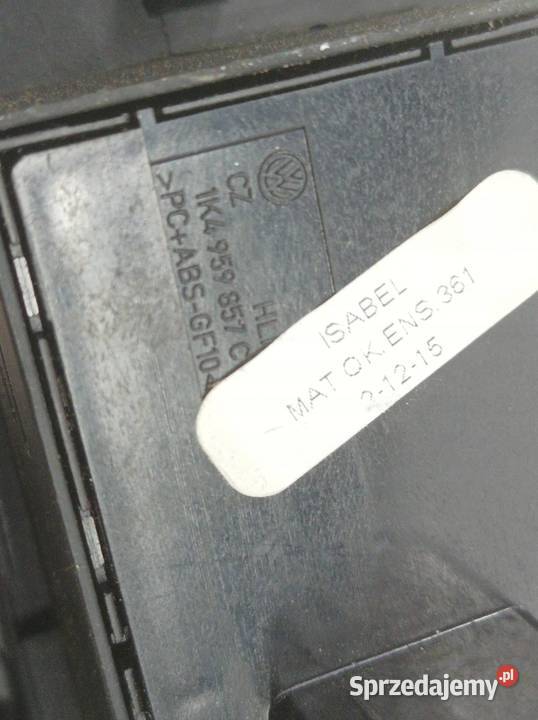 CZ
1K4 959 857 C
>PC+ABS-GF10<
ISABEL
MAT OK.ENS.361
2-12-15
Sprzedajemy.pl